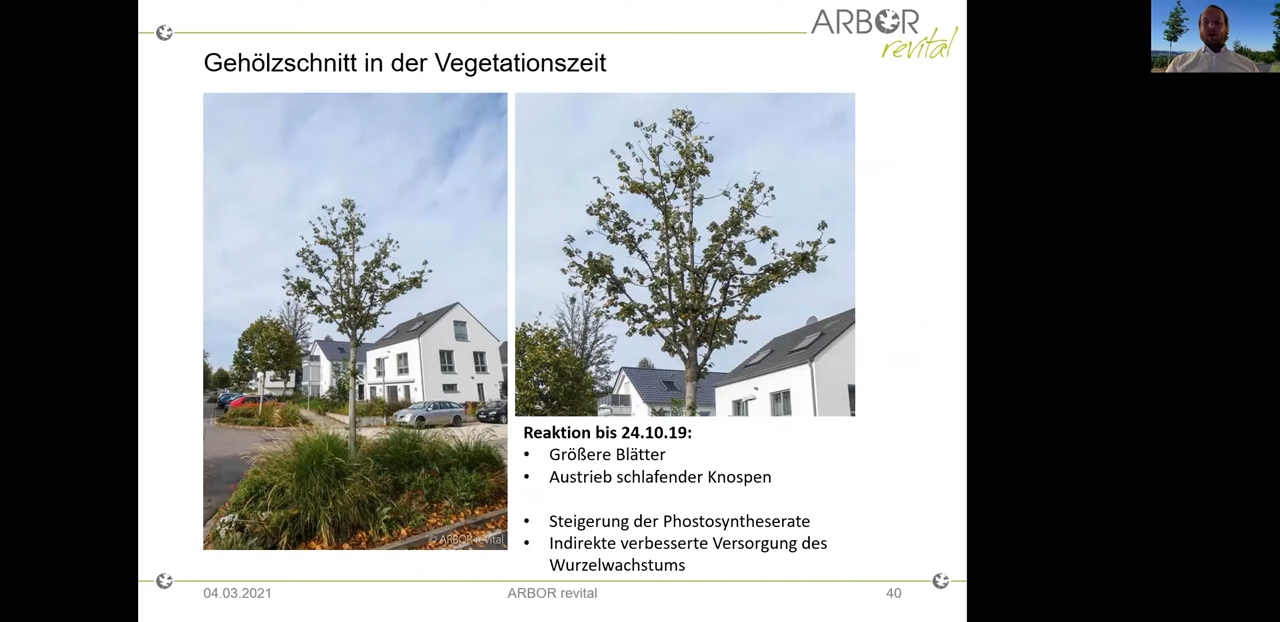 ARBOR
revital
Gehölzschnitt in der Vegetationszeit
© ARBOR revital
Reaktion bis 24.10.19:
• Größere Blätter
• Austrieb schlafender Knospen
• Steigerung der Phostosyntheserate
• Indirekte verbesserte Versorgung des
Wurzelwachstums
04.03.2021
ARBOR revital
40